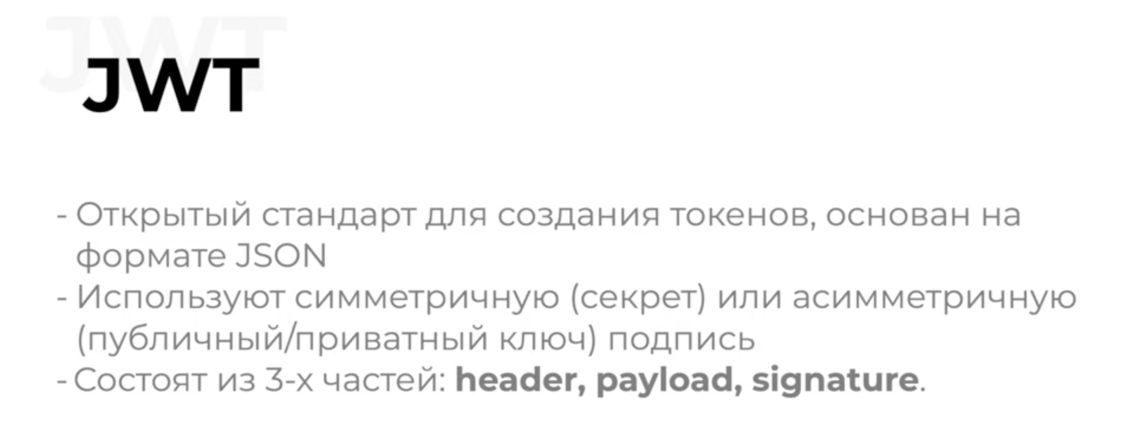 JWT
- Открытый стандарт для создания токенов, основан на
формате JSON
- Используют симметричную (секрет) или асимметричную
(публичный/приватный ключ) подпись
- Состоят из 3-х частей: header, payload, signature.